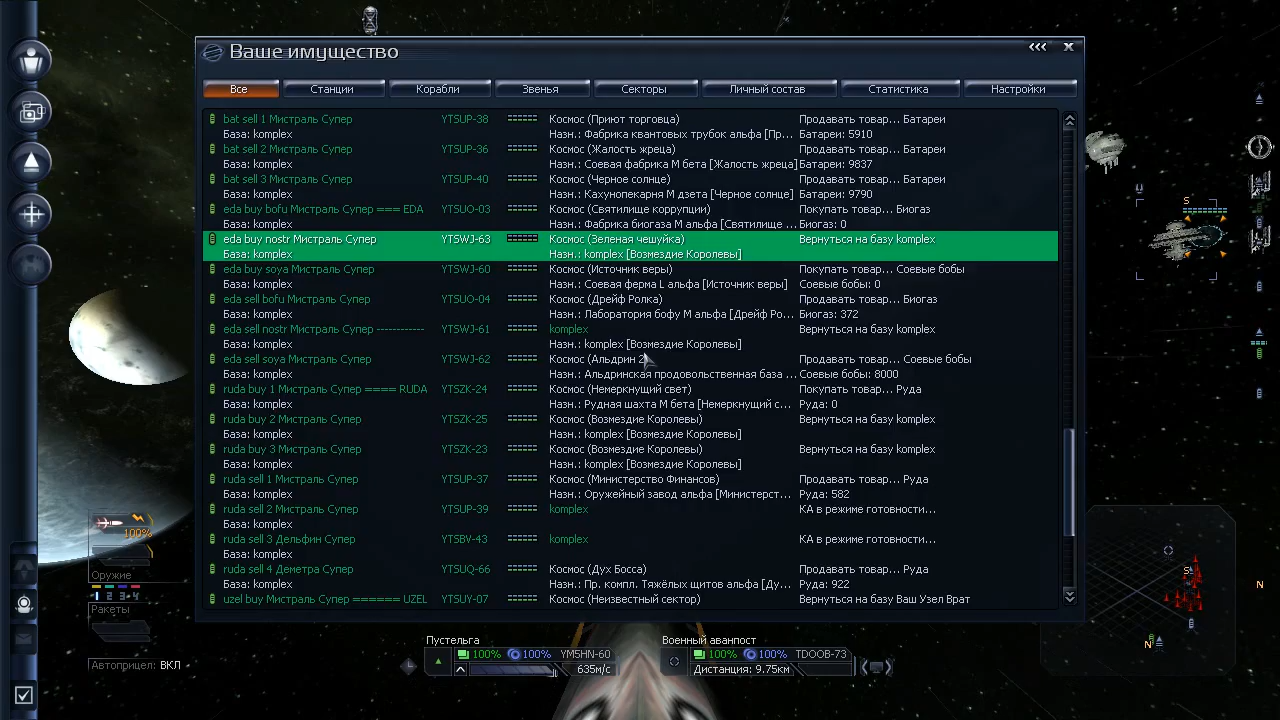 Ваше имущество
Все Станции Корабли Звенья Секторы Личный состав Статистика Настройки
bat sell 1 Мистраль Супер YTSUP-38 Космос (Приют торговца) Продавать товар... Батареи
База: komplex Назн.: Фабрика квантовых трубок альфа [Пр... Батареи: 5910
bat sell 2 Мистраль Супер YTSUP-36 Космос (Жалость жреца) Продавать товар... Батареи
База: komplex Назн.: Соевая фабрика М бета [Жалость жреца] Батареи: 9837
bat sell 3 Мистраль Супер YTSUP-40 Космос (Черное солнце) Продавать товар... Батареи
База: komplex Назн.: Кахунопекарня М дзета [Черное солнце] Батареи: 9790
eda buy bofu Мистраль Супер === EDA YTSUO-03 Космос (Святилище коррупции) Покупать товар... Биогаз
База: komplex Назн.: Фабрика биогаза М альфа [Святилище ... Биогаз: 0
eda buy nostr Мистраль Супер YTSWJ-63 Космос (Зеленая чешуйка) Вернуться на базу komplex
База: komplex Назн.: komplex [Возмездие Королевы]
eda buy soya Мистраль Супер YTSWJ-60 Космос (Источник веры) Покупать товар... Соевые бобы
База: komplex Назн.: Соевая ферма L альфа [Источник веры] Соевые бобы: 0
eda sell bofu Мистраль Супер YTSUO-04 Космос (Дрейф Ролка) Продавать товар... Биогаз
База: komplex Назн.: Лаборатория бофу М альфа [Дрейф Ро... Биогаз: 372
eda sell nostr Мистраль Супер ------------ YTSWJ-61 komplex Вернуться на базу komplex
База: komplex Назн.: komplex [Возмездие Королевы]
eda sell soya Мистраль Супер YTSWJ-62 Космос (Альдрин 2) Продавать товар... Соевые бобы
База: komplex Назн.: Альдринская продовольственная база ... Соевые бобы: 8000
ruda buy 1 Мистраль Супер ==== RUDA YTSZK-24 Космос (Немеркнущий свет) Покупать товар... Руда
База: komplex Назн.: Рудная шахта М бета [Немеркнущий с... Руда: 0
ruda buy 2 Мистраль Супер YTSZK-25 Космос (Возмездие Королевы) Вернуться на базу komplex
База: komplex Назн.: komplex [Возмездие Королевы]
ruda buy 3 Мистраль Супер YTSZK-23 Космос (Возмездие Королевы) Вернуться на базу komplex
База: komplex Назн.: komplex [Возмездие Королевы]
ruda sell 1 Мистраль Супер YTSUP-37 Космос (Министерство Финансов) Продавать товар... Руда
База: komplex Назн.: Оружейный завод альфа [Министерст... Руда: 582
ruda sell 2 Мистраль Супер YTSUP-39 komplex КА в режиме готовности...
База: komplex
ruda sell 3 Дельфин Супер YTSBV-43 komplex КА в режиме готовности...
База: komplex
ruda sell 4 Деметра Супер YTSUQ-66 Космос (Дух Босса) Продавать товар... Руда
База: komplex Назн.: Пр. компл. Тяжёлых щитов альфа [Ду... Руда: 922
uzel buy Мистраль Супер ====== UZEL YTSUY-07 Космос (Неизвестный сектор) Вернуться на базу Ваш Узел Врат
S
100%
Оружие
1 2 3 4
Ракеты
Автоприцел: ВКЛ
Пустельга
100% 100% YM5HN-60
635м/с
Военный аванпост
100% 100% TDOOB-73
Дистанция: 9.75км
S
N
N